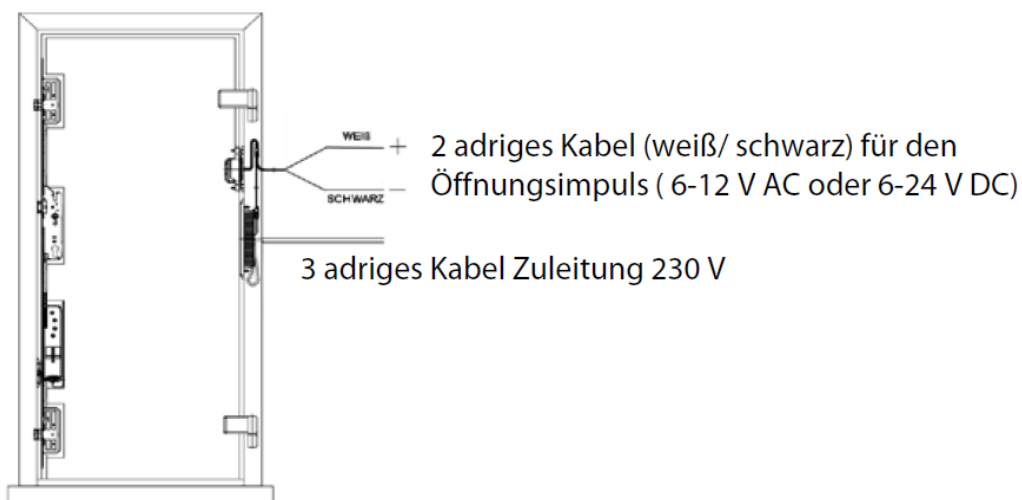 WEIß
+ 2 adriges Kabel (weiß/ schwarz) für den
SCHWARZ
– Öffnungsimpuls ( 6-12 V AC oder 6-24 V DC)
3 adriges Kabel Zuleitung 230 V